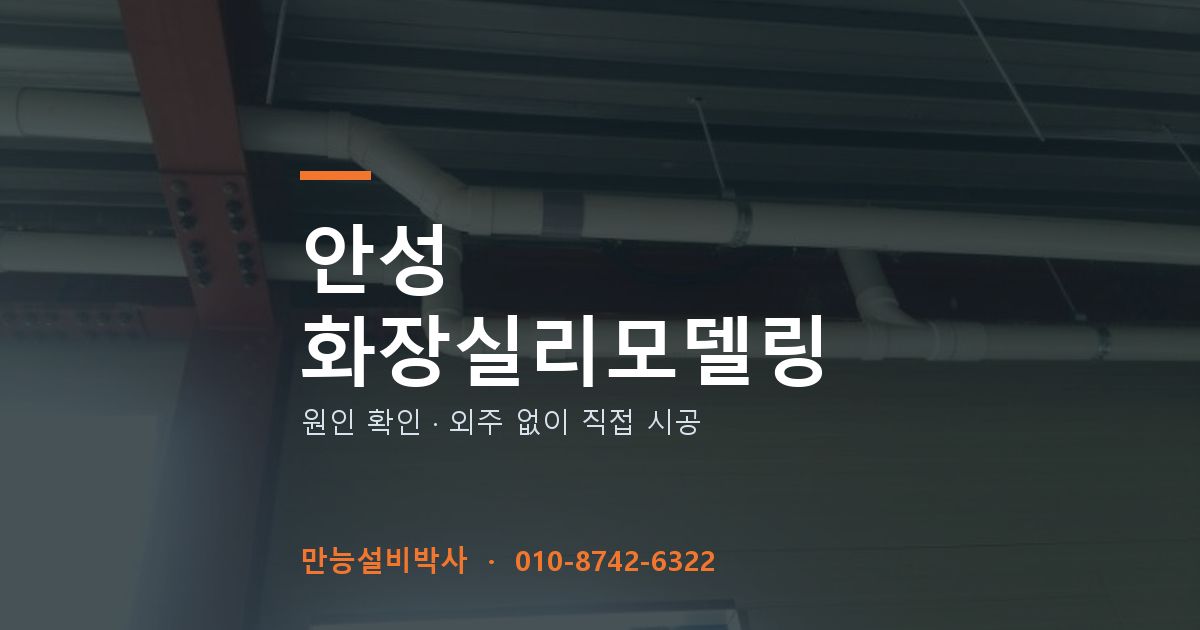 안성
화장실리모델링
원인 확인 · 외주 없이 직접 시공
만능설비박사 · 010-8742-6322